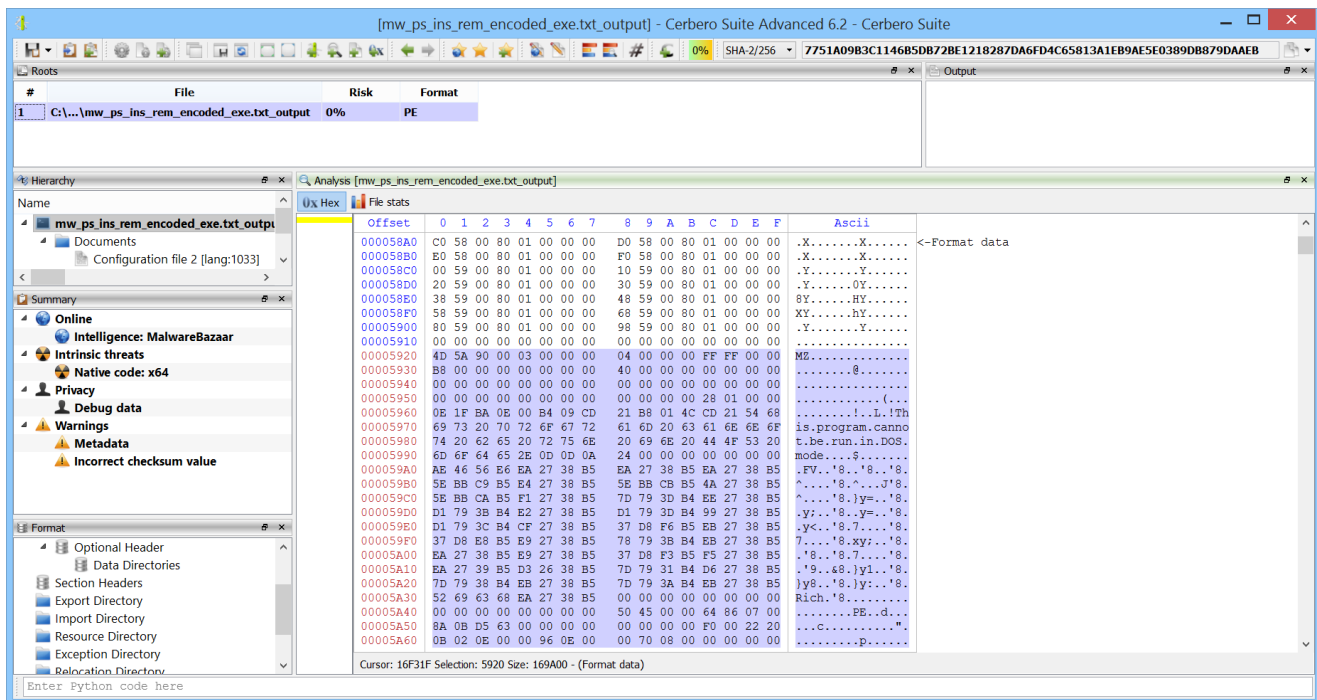 [mw_ps_ins_rem_encoded_exe.txt_output] - Cerbero Suite Advanced 6.2 - Cerbero Suite
0% SHA-2/256 7751A09B3C1146B5DB72BE1218287DA6FD4C65813A1EB9AE5E0389DB879DAAEB
Roots
# File Risk Format
1 C:\...\mw_ps_ins_rem_encoded_exe.txt_output 0% PE
Output
Hierarchy
Name
mw_ps_ins_rem_encoded_exe.txt_outpu
Documents
Configuration file 2 [lang:1033]
Summary
Online
Intelligence: MalwareBazaar
Intrinsic threats
Native code: x64
Privacy
Debug data
Warnings
Metadata
Incorrect checksum value
Format
Optional Header
Data Directories
Section Headers
Export Directory
Import Directory
Resource Directory
Exception Directory
Relocation Directory
Analysis [mw_ps_ins_rem_encoded_exe.txt_output]
0x Hex File stats
Offset 0 1 2 3 4 5 6 7 8 9 A B C D E F Ascii
000058A0 C0 58 00 80 01 00 00 00 D0 58 00 80 01 00 00 00 .X.......X...... <-Format data
000058B0 E0 58 00 80 01 00 00 00 F0 58 00 80 01 00 00 00 .X.......X......
000058C0 00 59 00 80 01 00 00 00 10 59 00 80 01 00 00 00 .Y.......Y......
000058D0 20 59 00 80 01 00 00 00 30 59 00 80 01 00 00 00 .Y......0Y......
000058E0 38 59 00 80 01 00 00 00 48 59 00 80 01 00 00 00 8Y......HY......
000058F0 58 59 00 80 01 00 00 00 68 59 00 80 01 00 00 00 XY......hY......
00005900 80 59 00 80 01 00 00 00 98 59 00 80 01 00 00 00 .Y.......Y......
00005910 00 00 00 00 00 00 00 00 00 00 00 00 00 00 00 00 ................
00005920 4D 5A 90 00 03 00 00 00 04 00 00 00 FF FF 00 00 MZ..............
00005930 B8 00 00 00 00 00 00 00 40 00 00 00 00 00 00 00 ........@.......
00005940 00 00 00 00 00 00 00 00 00 00 00 00 00 00 00 00 ................
00005950 00 00 00 00 00 00 00 00 00 00 00 00 28 01 00 00 ............(...
00005960 0E 1F BA 0E 00 B4 09 CD 21 B8 01 4C CD 21 54 68 ........!..L.!Th
00005970 69 73 20 70 72 6F 67 72 61 6D 20 63 61 6E 6E 6F is.program.canno
00005980 74 20 62 65 20 72 75 6E 20 69 6E 20 44 4F 53 20 t.be.run.in.DOS.
00005990 6D 6F 64 65 2E 0D 0D 0A 24 00 00 00 00 00 00 00 mode....$.......
000059A0 AE 46 56 E6 EA 27 38 B5 EA 27 38 B5 EA 27 38 B5 .FV..'8..'8..'8.
000059B0 5E BB C9 B5 E4 27 38 B5 5E BB CB B5 4A 27 38 B5 ^....'8.^...J'8.
000059C0 5E BB CA B5 F1 27 38 B5 7D 79 3D B4 EE 27 38 B5 ^....'8.}y=..'8.
000059D0 D1 79 3B B4 E2 27 38 B5 D1 79 3D B4 99 27 38 B5 .y;..'8..y=..'8.
000059E0 D1 79 3C B4 CF 27 38 B5 37 D8 F6 B5 EB 27 38 B5 .y<..'8.7....'8.
000059F0 37 D8 E8 B5 E9 27 38 B5 78 79 3B B4 EB 27 38 B5 7....'8.xy;..'8.
00005A00 EA 27 38 B5 E9 27 38 B5 37 D8 F3 B5 F5 27 38 B5 .'8..'8.7....'8.
00005A10 EA 27 39 B5 D3 26 38 B5 7D 79 31 B4 D6 27 38 B5 .'9..&8.}y1..'8.
00005A20 7D 79 38 B4 EB 27 38 B5 7D 79 3A B4 EB 27 38 B5 }y8..'8.}y:..'8.
00005A30 52 69 63 68 EA 27 38 B5 00 00 00 00 00 00 00 00 Rich.'8.........
00005A40 00 00 00 00 00 00 00 00 50 45 00 00 64 86 07 00 ........PE..d...
00005A50 8A 0B D5 63 00 00 00 00 00 00 00 00 F0 00 22 20 ...c..........".
00005A60 0B 02 0E 00 00 96 0E 00 00 70 08 00 00 00 00 00 .........p......
Cursor: 16F31F Selection: 5920 Size: 169A00 - (Format data)
Enter Python code here